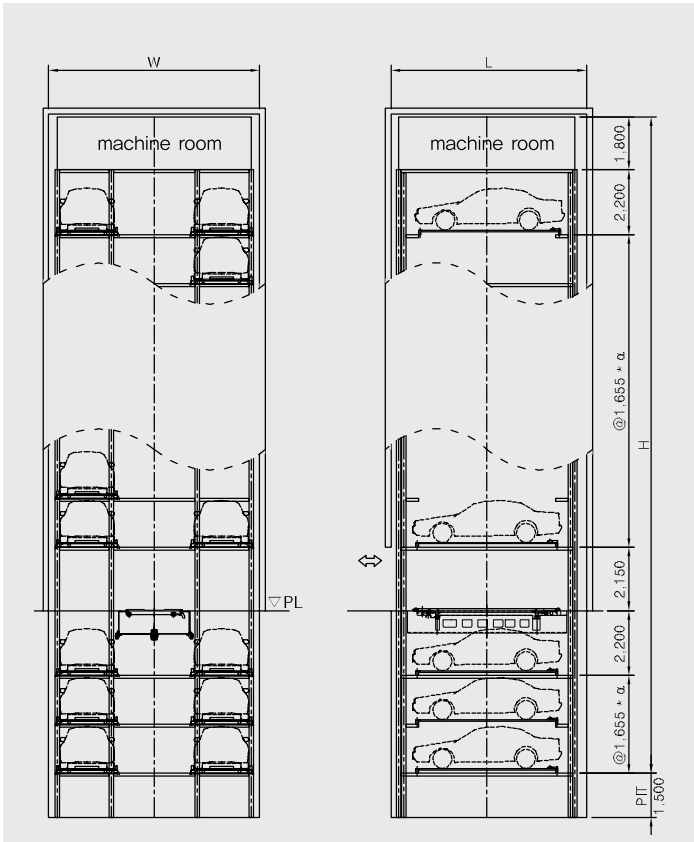 W
L
machine room
machine room
1,800
2,200
@1,655 * α
H
2,150
▽PL
2,200
@1,655 * α
PIT
1,500